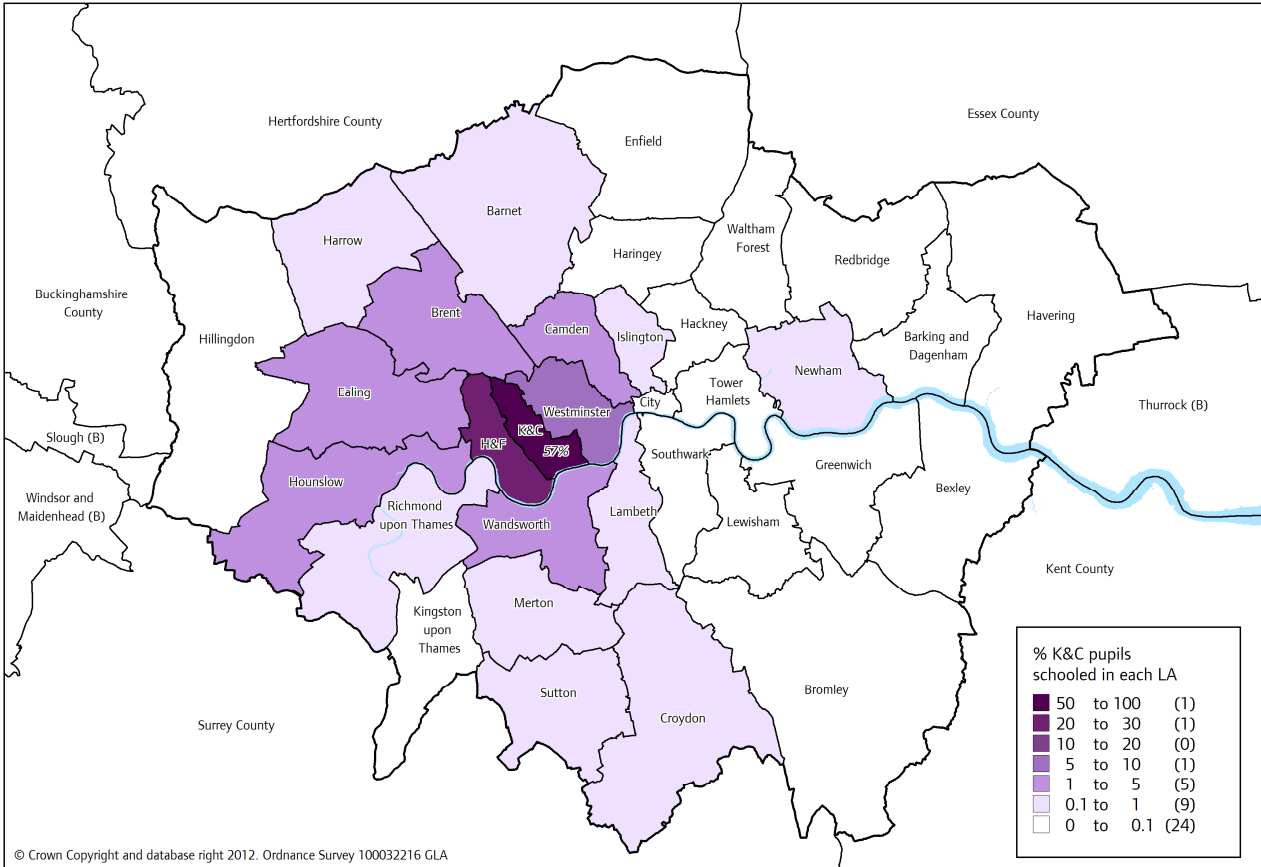 Hertfordshire County
Essex County
Enfield
Barnet
Harrow
Waltham
Forest
Haringey
Redbridge
Buckinghamshire
County
Brent
Hillingdon
Camden
Islington
Hackney
Havering
Barking and
Dagenham
Newham
Ealing
Tower
Hamlets
City
Westminster
Thurrock (B)
K&C
57%
H&F
Slough (B)
Southwark
Greenwich
Hounslow
Bexley
Windsor and
Maidenhead (B)
Richmond
upon Thames
Wandsworth
Lambeth
Lewisham
Kent County
Merton
Kingston
upon
Thames
Sutton
Bromley
Croydon
Surrey County
% K&C pupils
schooled in each LA
50 to 100 (1)
20 to 30 (1)
10 to 20 (0)
5 to 10 (1)
1 to 5 (5)
0.1 to 1 (9)
0 to 0.1 (24)
© Crown Copyright and database right 2012. Ordnance Survey 100032216 GLA